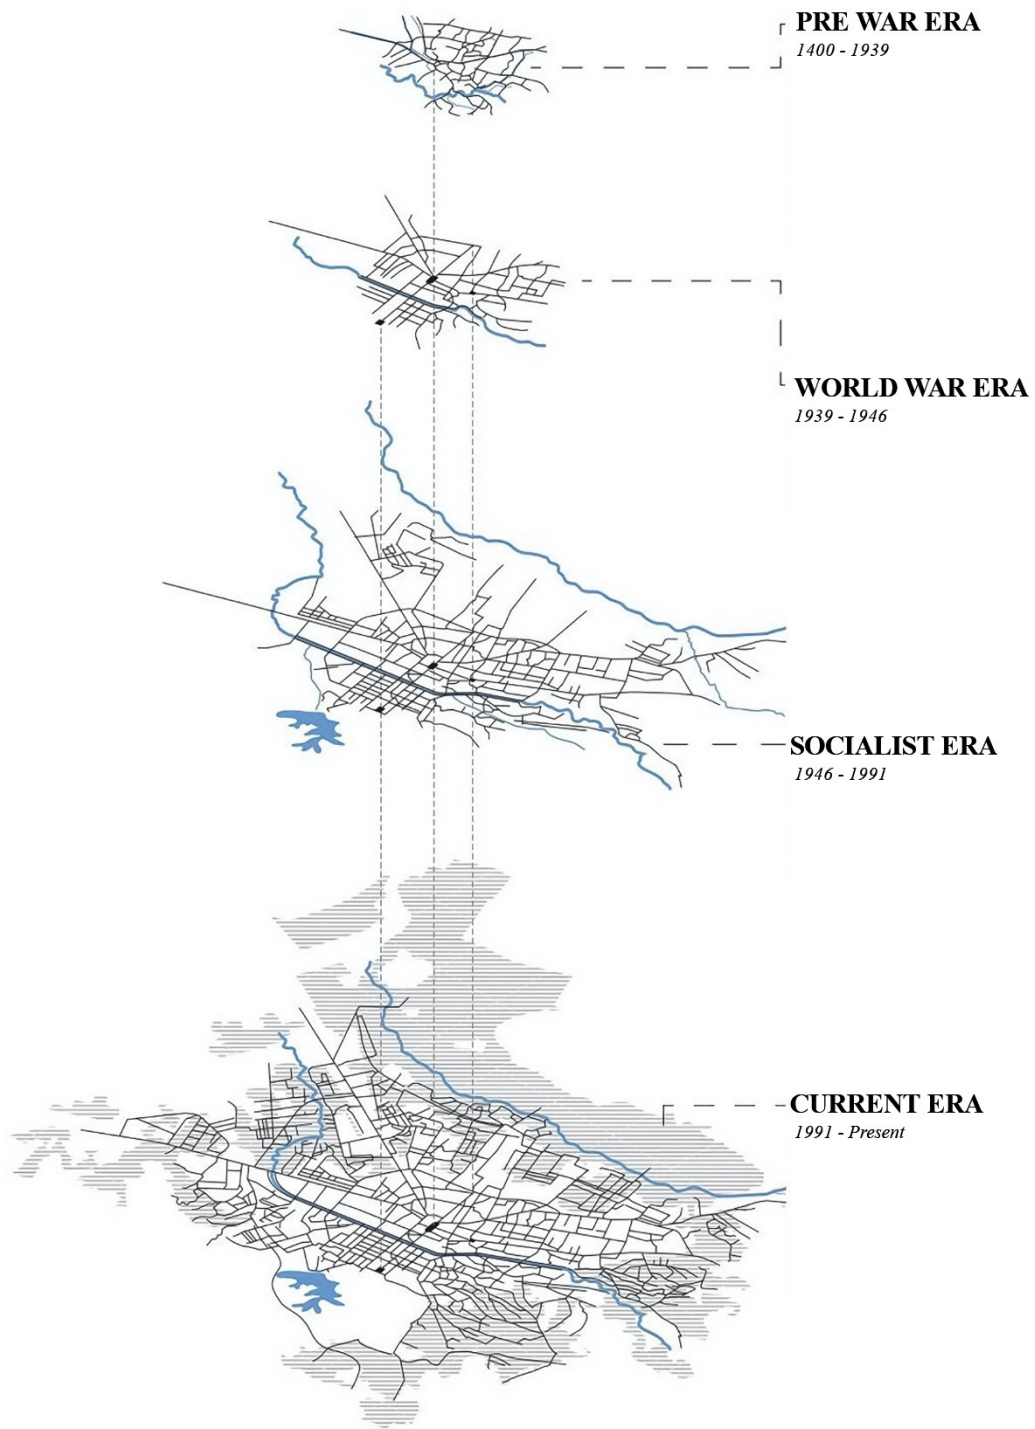 PRE WAR ERA
1400 - 1939
WORLD WAR ERA
1939 - 1946
SOCIALIST ERA
1946 - 1991
CURRENT ERA
1991 - Present